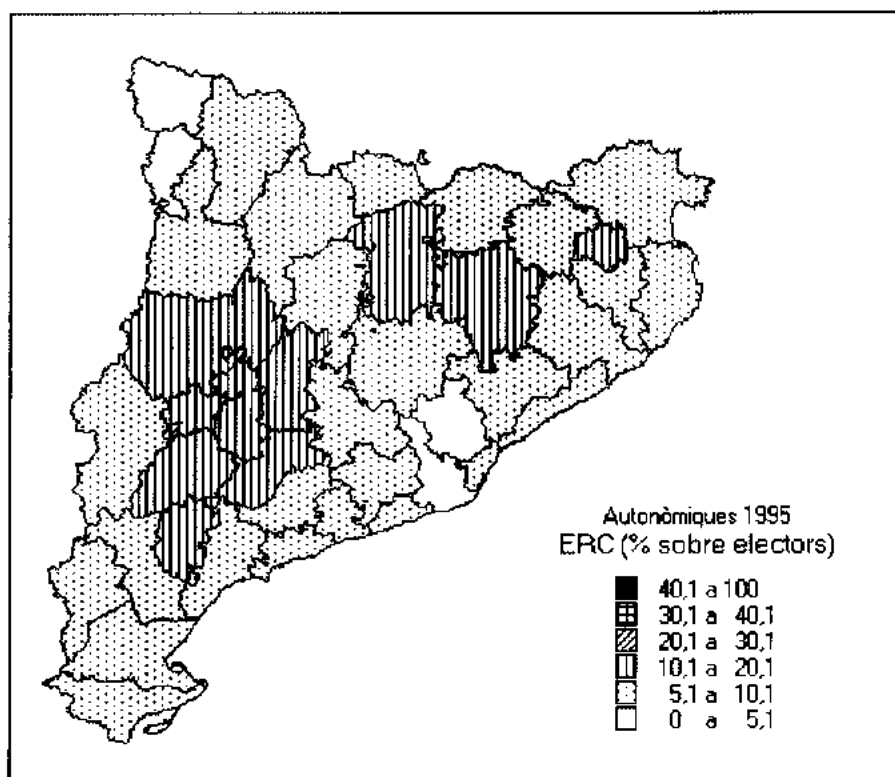 Autonòmiques 1995
ERC (% sobre electors)
40,1 a 100
30,1 a 40,1
20,1 a 30,1
10,1 a 20,1
5,1 a 10,1
0 a 5,1